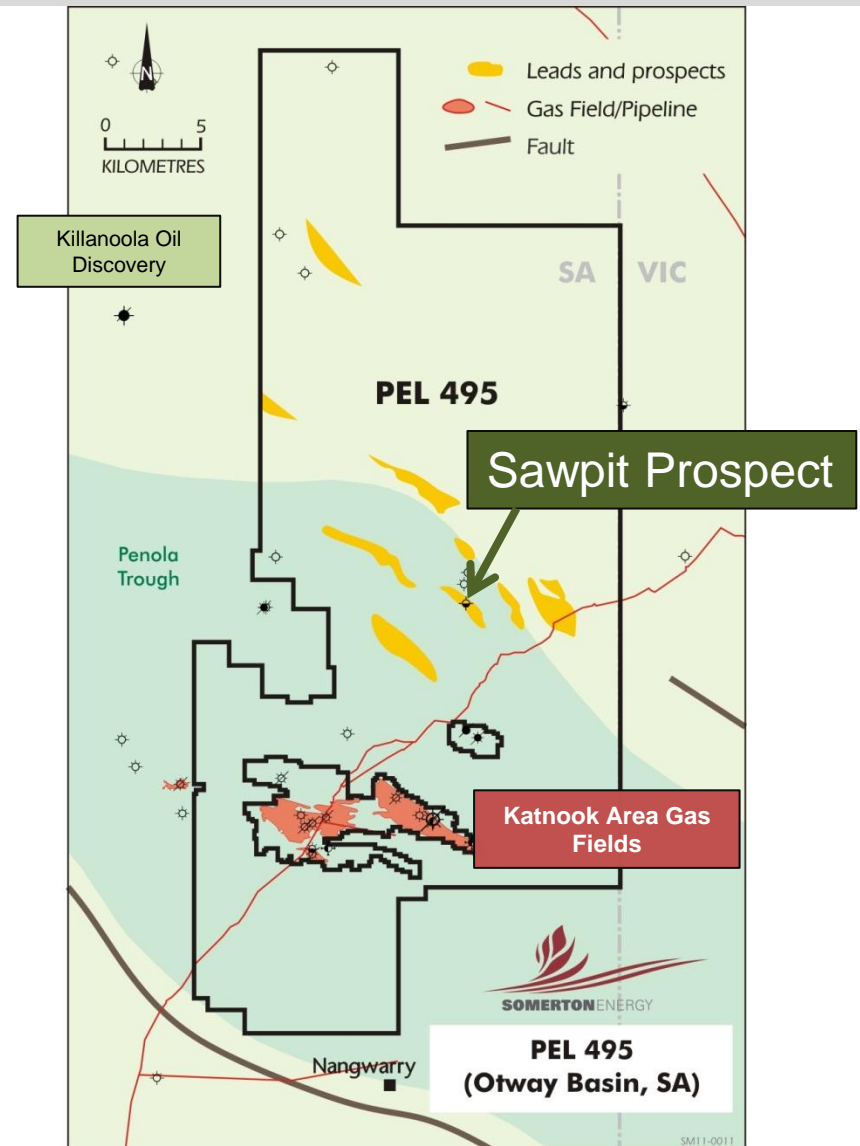 N
0 5
KILOMETRES
Leads and prospects
Gas Field/Pipeline
Fault
Killanoola Oil
Discovery
SA VIC
PEL 495
Sawpit Prospect
Penola
Trough
Katnook Area Gas
Fields
SOMERTONENERGY
Nangwarry
PEL 495
(Otway Basin, SA)
SM11-0011